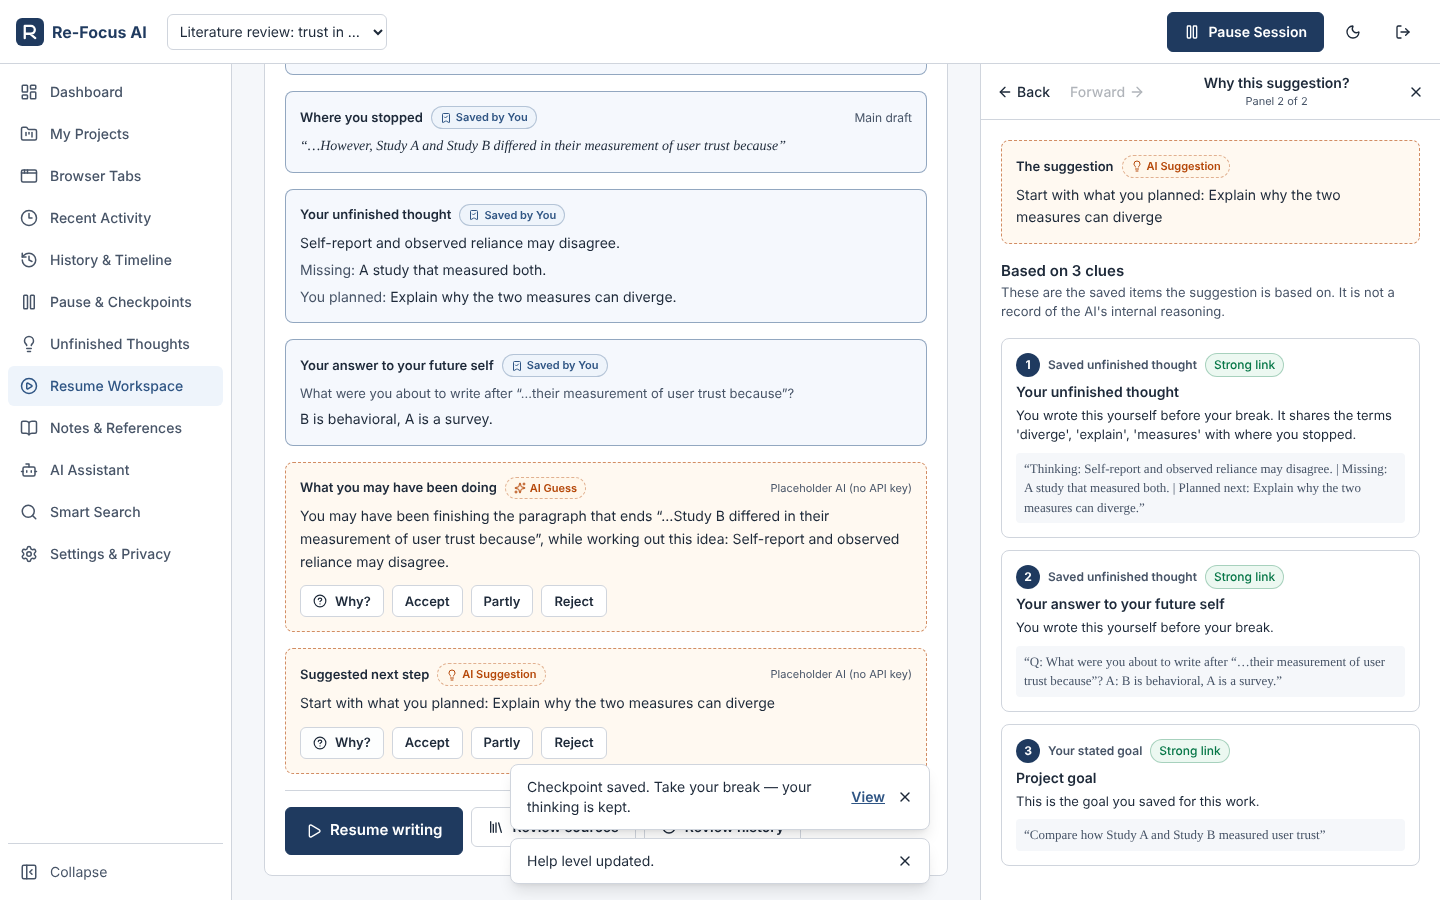 Re-Focus AI
Literature review: trust in ...
Pause Session
Dashboard
My Projects
Browser Tabs
Recent Activity
History & Timeline
Pause & Checkpoints
Unfinished Thoughts
Resume Workspace
Notes & References
AI Assistant
Smart Search
Settings & Privacy
Collapse
Where you stopped Saved by You Main draft
“…However, Study A and Study B differed in their measurement of user trust because”
Your unfinished thought Saved by You
Self-report and observed reliance may disagree.
Missing: A study that measured both.
You planned: Explain why the two measures can diverge.
Your answer to your future self Saved by You
What were you about to write after “…their measurement of user trust because”?
B is behavioral, A is a survey.
What you may have been doing AI Guess Placeholder AI (no API key)
You may have been finishing the paragraph that ends “…Study B differed in their
measurement of user trust because”, while working out this idea: Self-report and observed
reliance may disagree.
Why? Accept Partly Reject
Suggested next step AI Suggestion Placeholder AI (no API key)
Start with what you planned: Explain why the two measures can diverge
Why? Accept Partly Reject
Resume writing Review sources Review history
Checkpoint saved. Take your break — your
thinking is kept.
View
Help level updated.
Back Forward
Why this suggestion?
Panel 2 of 2
The suggestion AI Suggestion
Start with what you planned: Explain why the two
measures can diverge
Based on 3 clues
These are the saved items the suggestion is based on. It is not a
record of the AI's internal reasoning.
1 Saved unfinished thought Strong link
Your unfinished thought
You wrote this yourself before your break. It shares the terms
'diverge', 'explain', 'measures' with where you stopped.
“Thinking: Self-report and observed reliance may disagree. | Missing:
A study that measured both. | Planned next: Explain why the two
measures can diverge.”
2 Saved unfinished thought Strong link
Your answer to your future self
You wrote this yourself before your break.
“Q: What were you about to write after “…their measurement of user
trust because”? A: B is behavioral, A is a survey.”
3 Your stated goal Strong link
Project goal
This is the goal you saved for this work.
“Compare how Study A and Study B measured user trust”